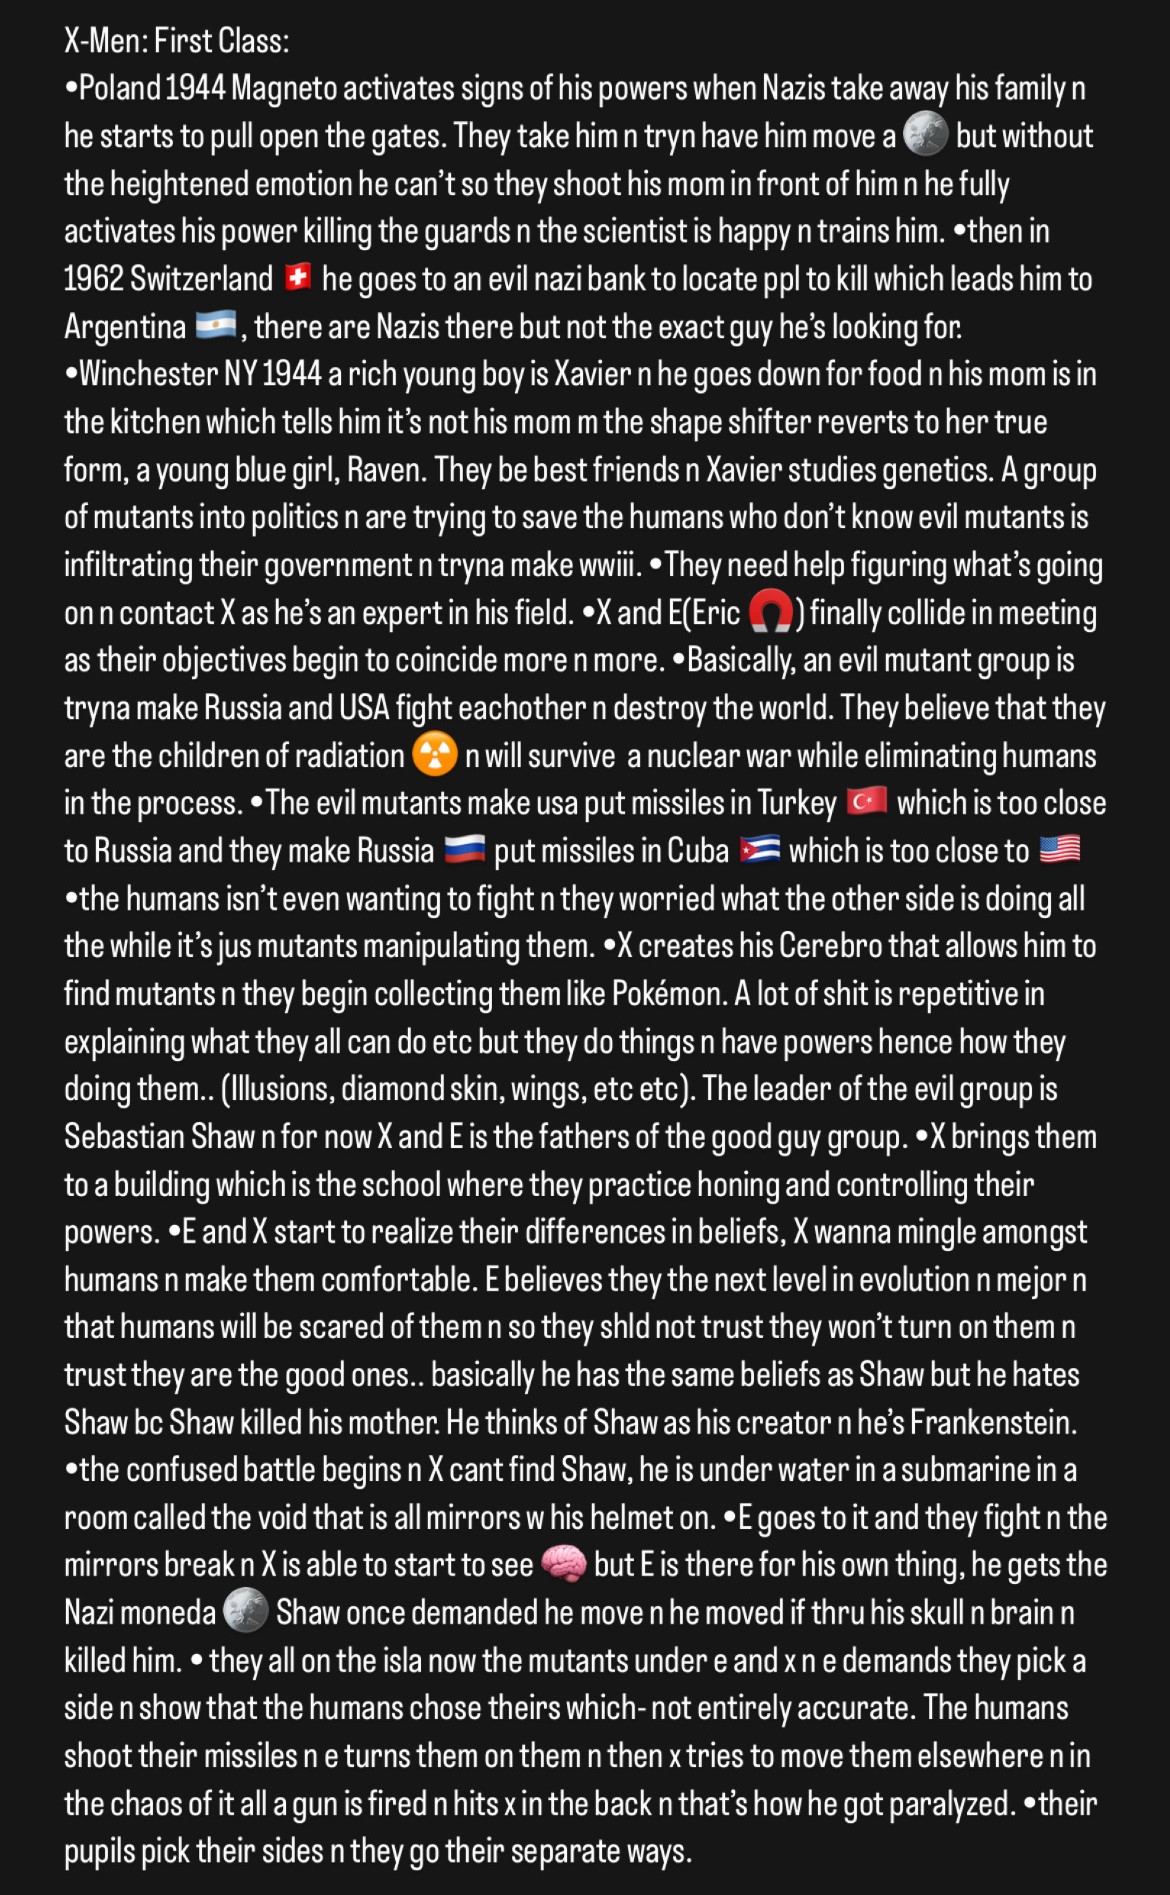 X-Men: First Class:
•Poland 1944 Magneto activates signs of his powers when Nazis take away his family n
he starts to pull open the gates. They take him n tryn have him move a 🪙 but without
the heightened emotion he can’t so they shoot his mom in front of him n he fully
activates his power killing the guards n the scientist is happy n trains him. •then in
1962 Switzerland 🇨🇭 he goes to an evil nazi bank to locate ppl to kill which leads him to
Argentina 🇦🇷, there are Nazis there but not the exact guy he’s looking for.
•Winchester NY 1944 a rich young boy is Xavier n he goes down for food n his mom is in
the kitchen which tells him it’s not his mom m the shape shifter reverts to her true
form, a young blue girl, Raven. They be best friends n Xavier studies genetics. A group
of mutants into politics n are trying to save the humans who don’t know evil mutants is
infiltrating their government n tryna make wwiii. •They need help figuring what’s going
on n contact X as he’s an expert in his field. •X and E(Eric 🧲) finally collide in meeting
as their objectives begin to coincide more n more. •Basically, an evil mutant group is
tryna make Russia and USA fight eachother n destroy the world. They believe that they
are the children of radiation ☢️ n will survive  a nuclear war while eliminating humans
in the process. •The evil mutants make usa put missiles in Turkey 🇹🇷 which is too close
to Russia and they make Russia 🇷🇺 put missiles in Cuba 🇨🇺 which is too close to 🇺🇸
•the humans isn’t even wanting to fight n they worried what the other side is doing all
the while it’s jus mutants manipulating them. •X creates his Cerebro that allows him to
find mutants n they begin collecting them like Pokémon. A lot of shit is repetitive in
explaining what they all can do etc but they do things n have powers hence how they
doing them.. (Illusions, diamond skin, wings, etc etc). The leader of the evil group is
Sebastian Shaw n for now X and E is the fathers of the good guy group. •X brings them
to a building which is the school where they practice honing and controlling their
powers. •E and X start to realize their differences in beliefs, X wanna mingle amongst
humans n make them comfortable. E believes they the next level in evolution n mejor n
that humans will be scared of them n so they shld not trust they won’t turn on them n
trust they are the good ones.. basically he has the same beliefs as Shaw but he hates
Shaw bc Shaw killed his mother. He thinks of Shaw as his creator n he’s Frankenstein.
•the confused battle begins n X cant find Shaw, he is under water in a submarine in a
room called the void that is all mirrors w his helmet on. •E goes to it and they fight n the
mirrors break n X is able to start to see 🧠 but E is there for his own thing, he gets the
Nazi moneda 🪙 Shaw once demanded he move n he moved if thru his skull n brain n
killed him. • they all on the isla now the mutants under e and x n e demands they pick a
side n show that the humans chose theirs which- not entirely accurate. The humans
shoot their missiles n e turns them on them n then x tries to move them elsewhere n in
the chaos of it all a gun is fired n hits x in the back n that’s how he got paralyzed. •their
pupils pick their sides n they go their separate ways.